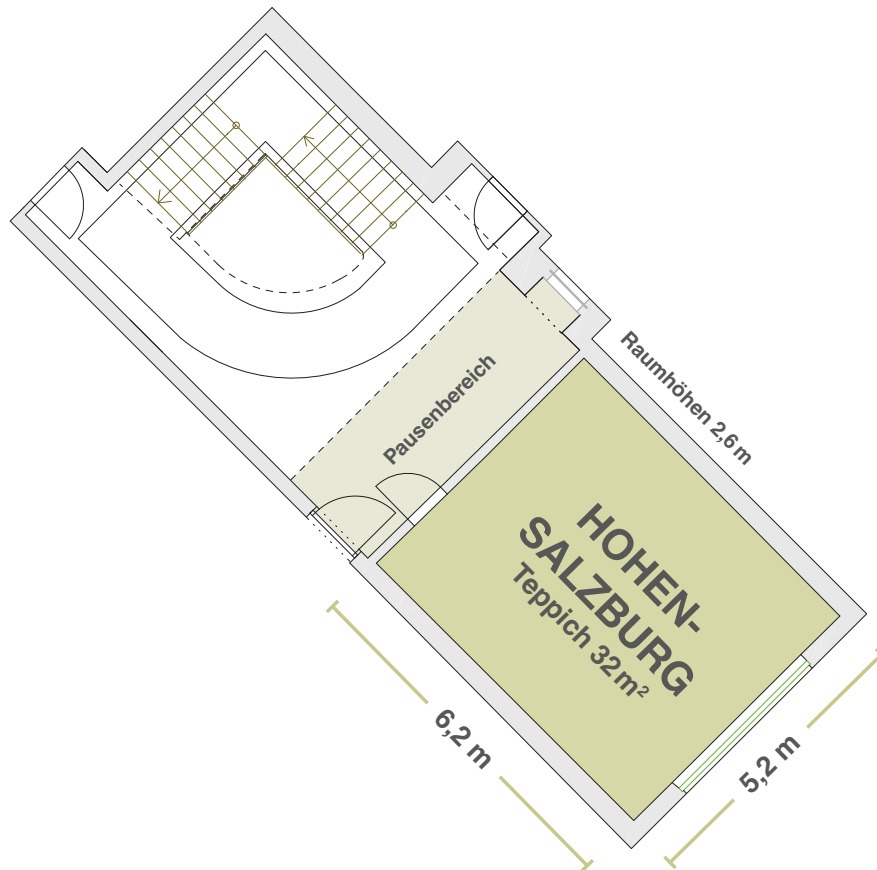 Raumhöhen 2,6 m
Pausenbereich
HOHEN-
SALZBURG
Teppich 32 m²
6,2 m
5,2 m